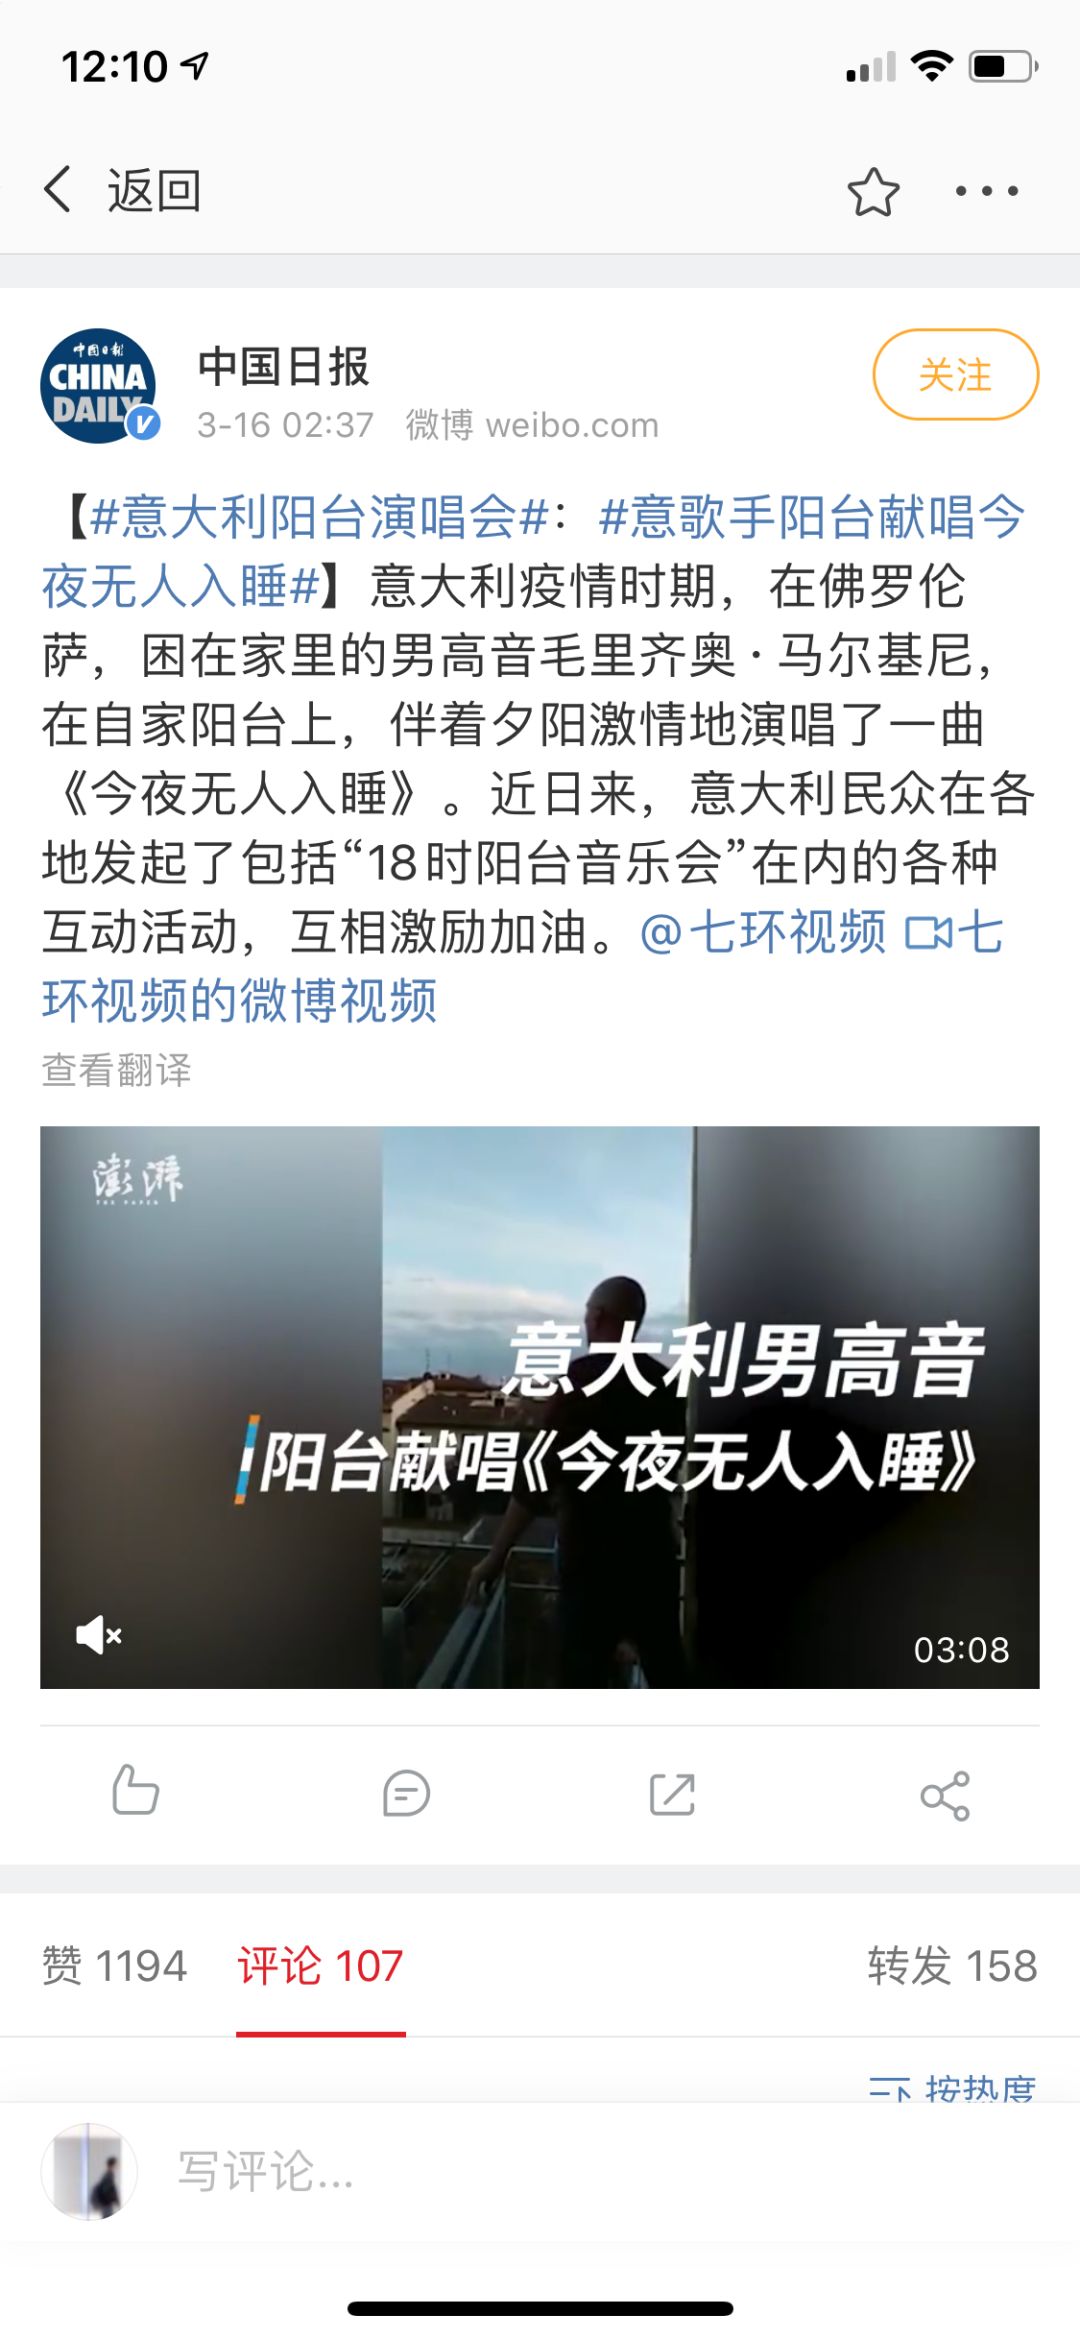 12:10
返回
中国日报
CHINA
DAILY
中国日报
3-16 02:37 微博 weibo.com
关注
【#意大利阳台演唱会#：#意歌手阳台献唱今
夜无人入睡#】意大利疫情时期，在佛罗伦
萨，困在家里的男高音毛里齐奥·马尔基尼，
在自家阳台上，伴着夕阳激情地演唱了一曲
《今夜无人入睡》。近日来，意大利民众在各
地发起了包括“18时阳台音乐会”在内的各种
互动活动，互相激励加油。@七环视频 七
环视频的微博视频
查看翻译
澎湃
THE PAPER
意大利男高音
阳台献唱《今夜无人入睡》
03:08
赞 1194 评论 107 转发 158
按热度
写评论...